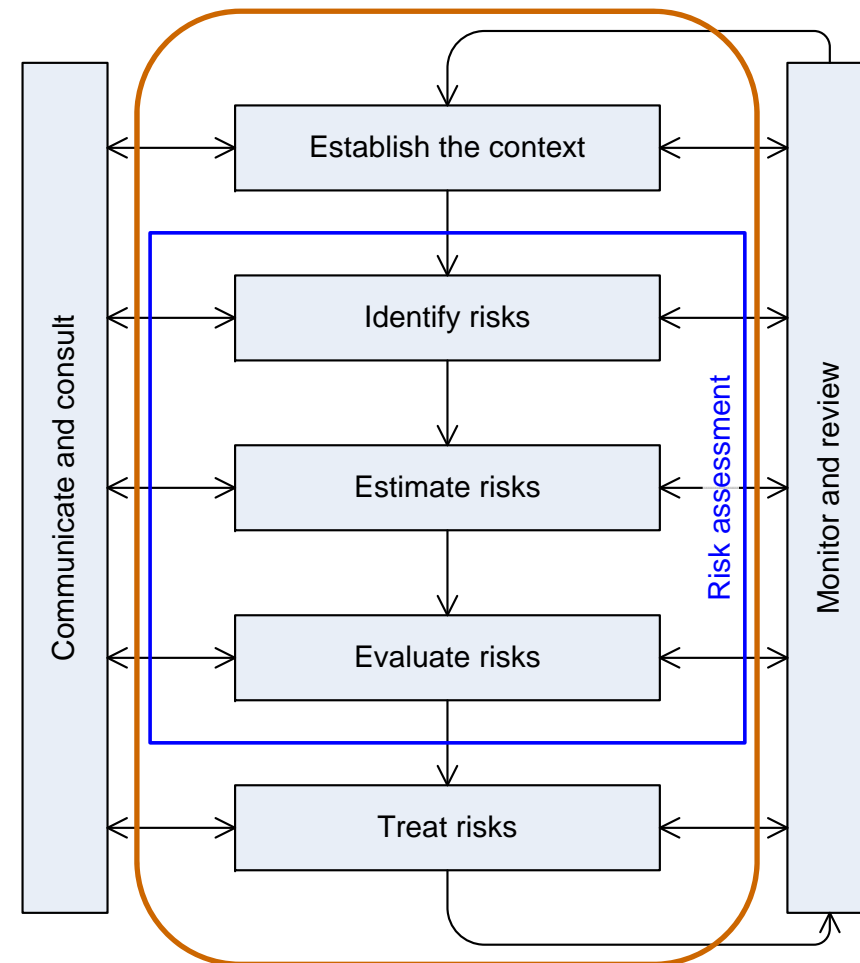 Communicate and consult
Establish the context
Identify risks
Estimate risks
Evaluate risks
Treat risks
Risk assessment
Monitor and review